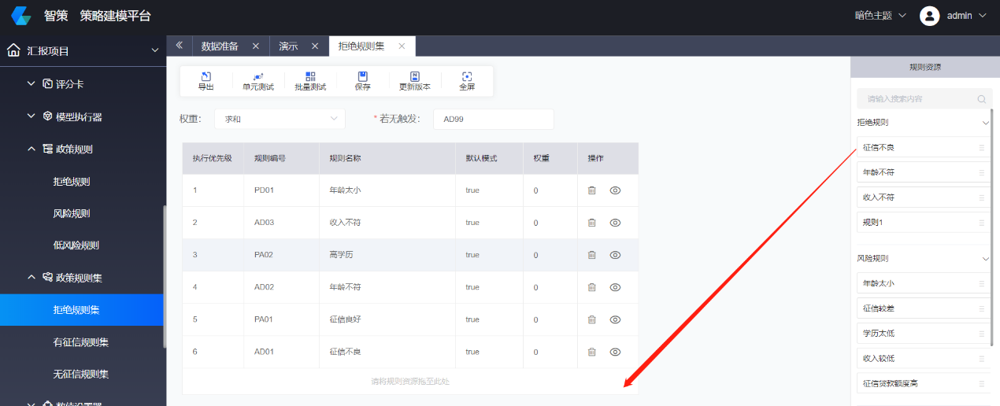 智策 策略建模平台
暗色主题
admin
汇报项目
数据准备
演示
拒绝规则集
评分卡
模型执行器
政策规则
拒绝规则
风险规则
低风险规则
政策规则集
拒绝规则集
有征信规则集
无征信规则集
导出
单元测试
批量测试
保存
更新版本
全屏
权重: 求和 * 若无触发: AD99
执行优先级 规则编号 规则名称 默认模式 权重 操作
1 PD01 年龄太小 true 0
2 AD03 收入不符 true 0
3 PA02 高学历 true 0
4 AD02 年龄不符 true 0
5 PA01 征信良好 true 0
6 AD01 征信不良 true 0
请将规则资源拖至此处
规则资源
请输入搜索内容
拒绝规则
征信不良
年龄不符
收入不符
规则1
风险规则
年龄太小
征信较差
学历太低
收入较低
征信贷款额度高